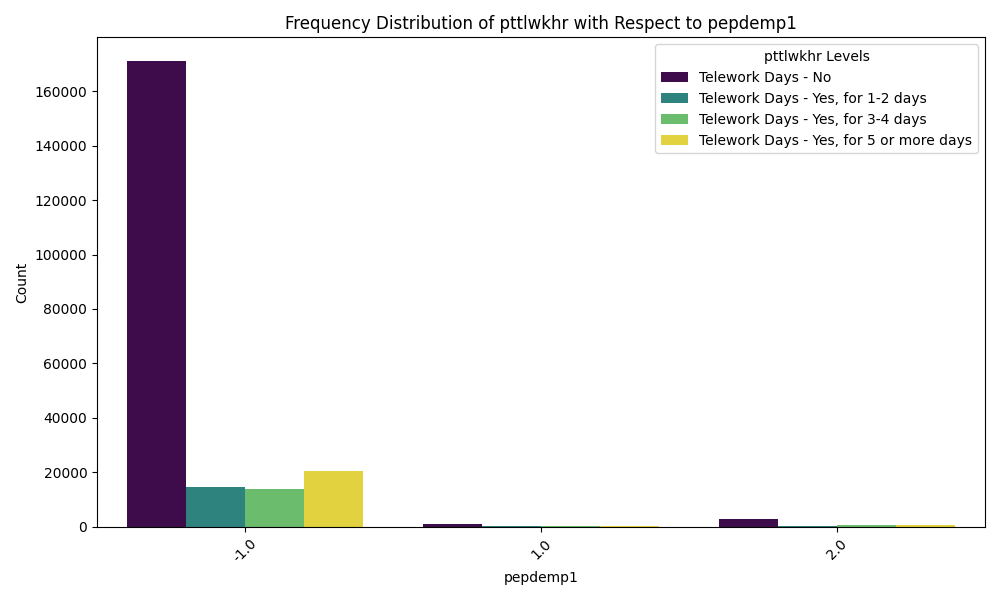 Frequency Distribution of pttlwkhr with Respect to pepdemp1
pttlwkhr Levels
Telework Days - No
Telework Days - Yes, for 1-2 days
Telework Days - Yes, for 3-4 days
Telework Days - Yes, for 5 or more days
Count
160000
140000
120000
100000
80000
60000
40000
20000
0
-1.0
1.0
2.0
pepdemp1